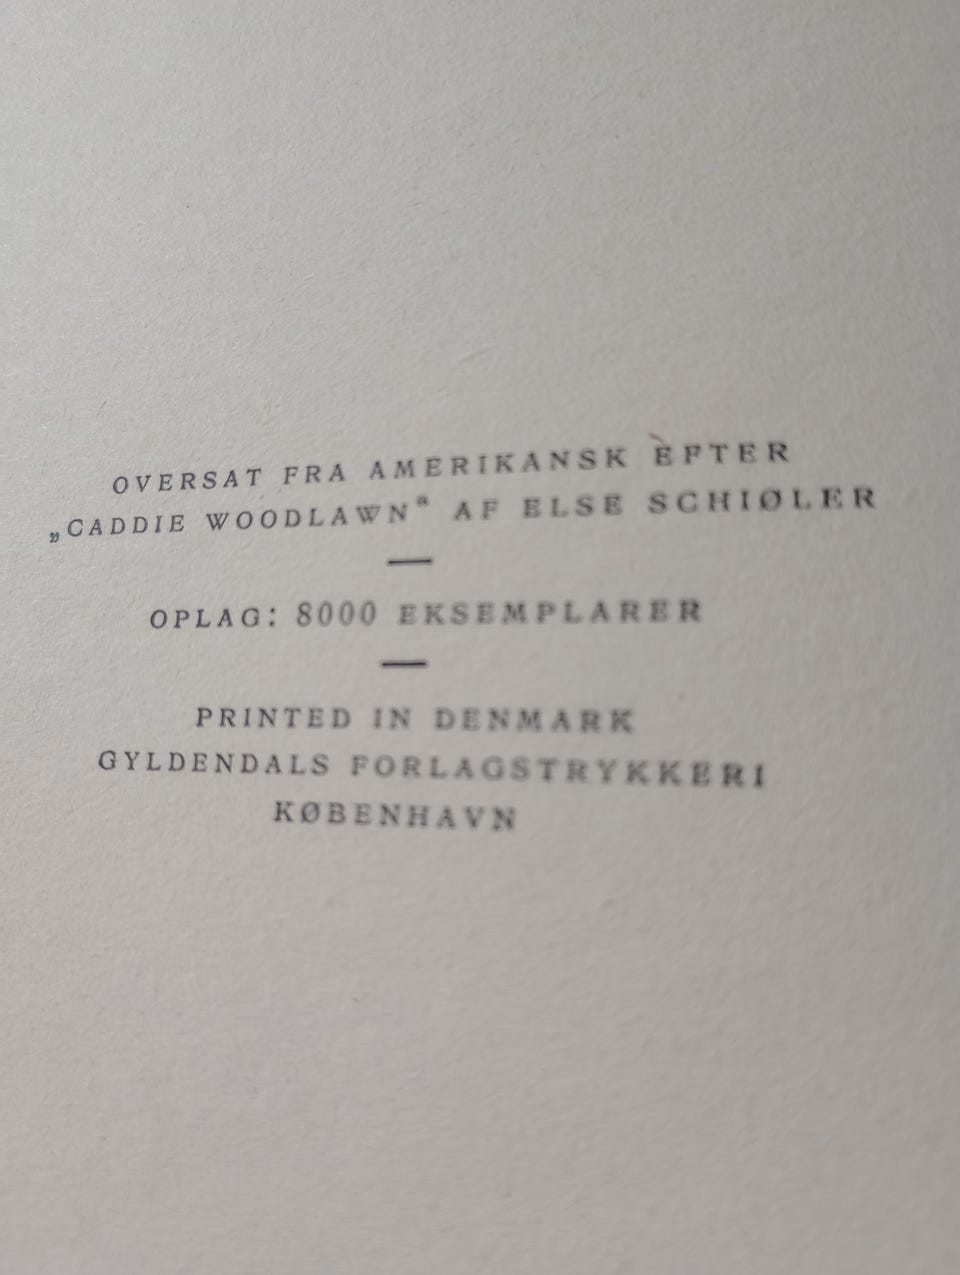 OVERSAT FRA AMERIKANSK EFTER
„CADDIE WOODLAWN“ AF ELSE SCHIØLER
—
OPLAG: 8000 EKSEMPLARER
—
PRINTED IN DENMARK
GYLDENDALS FORLAGSTRYKKERI
KØBENHAVN